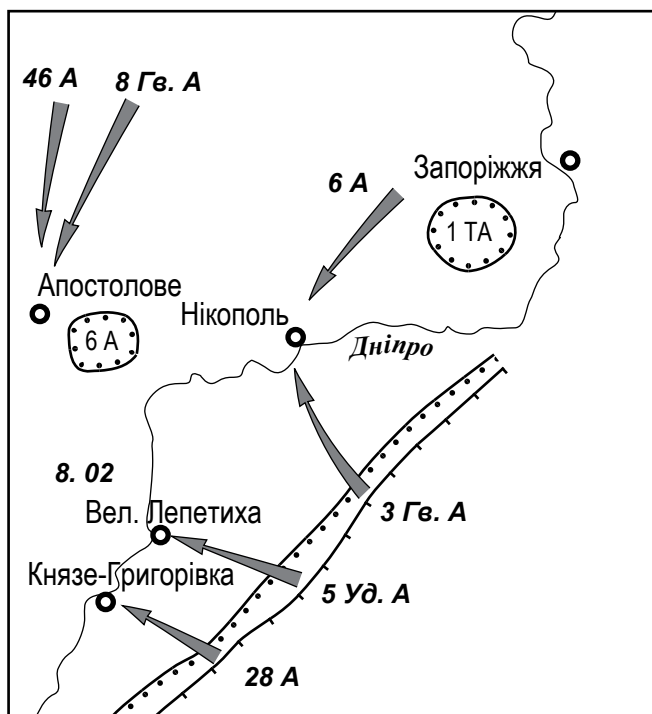 46 А
8 Гв. А
6 А
Запоріжжя
1 ТА
Апостолове
6 А
Нікополь
Дніпро
8. 02
Вел. Лепетиха
3 Гв. А
Князе-Григорівка
5 Уд. А
28 А